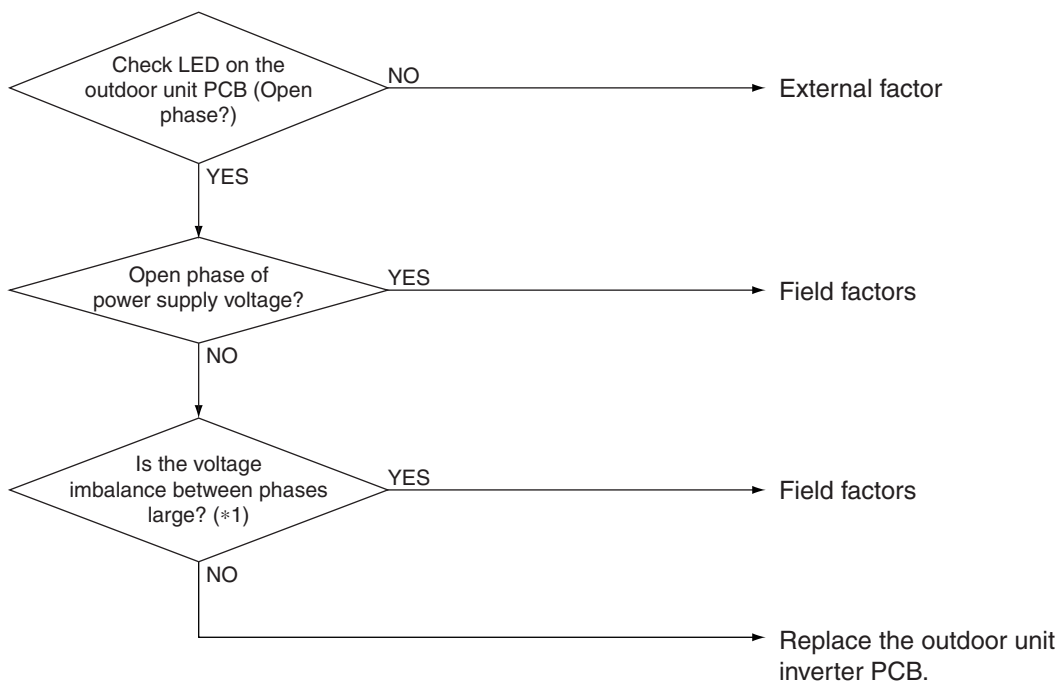 Check LED on the
outdoor unit PCB (Open
phase?)
NO
External factor
YES
Open phase of
power supply voltage?
YES
Field factors
NO
Is the voltage
imbalance between phases
large? (*1)
YES
Field factors
NO
Replace the outdoor unit
inverter PCB.